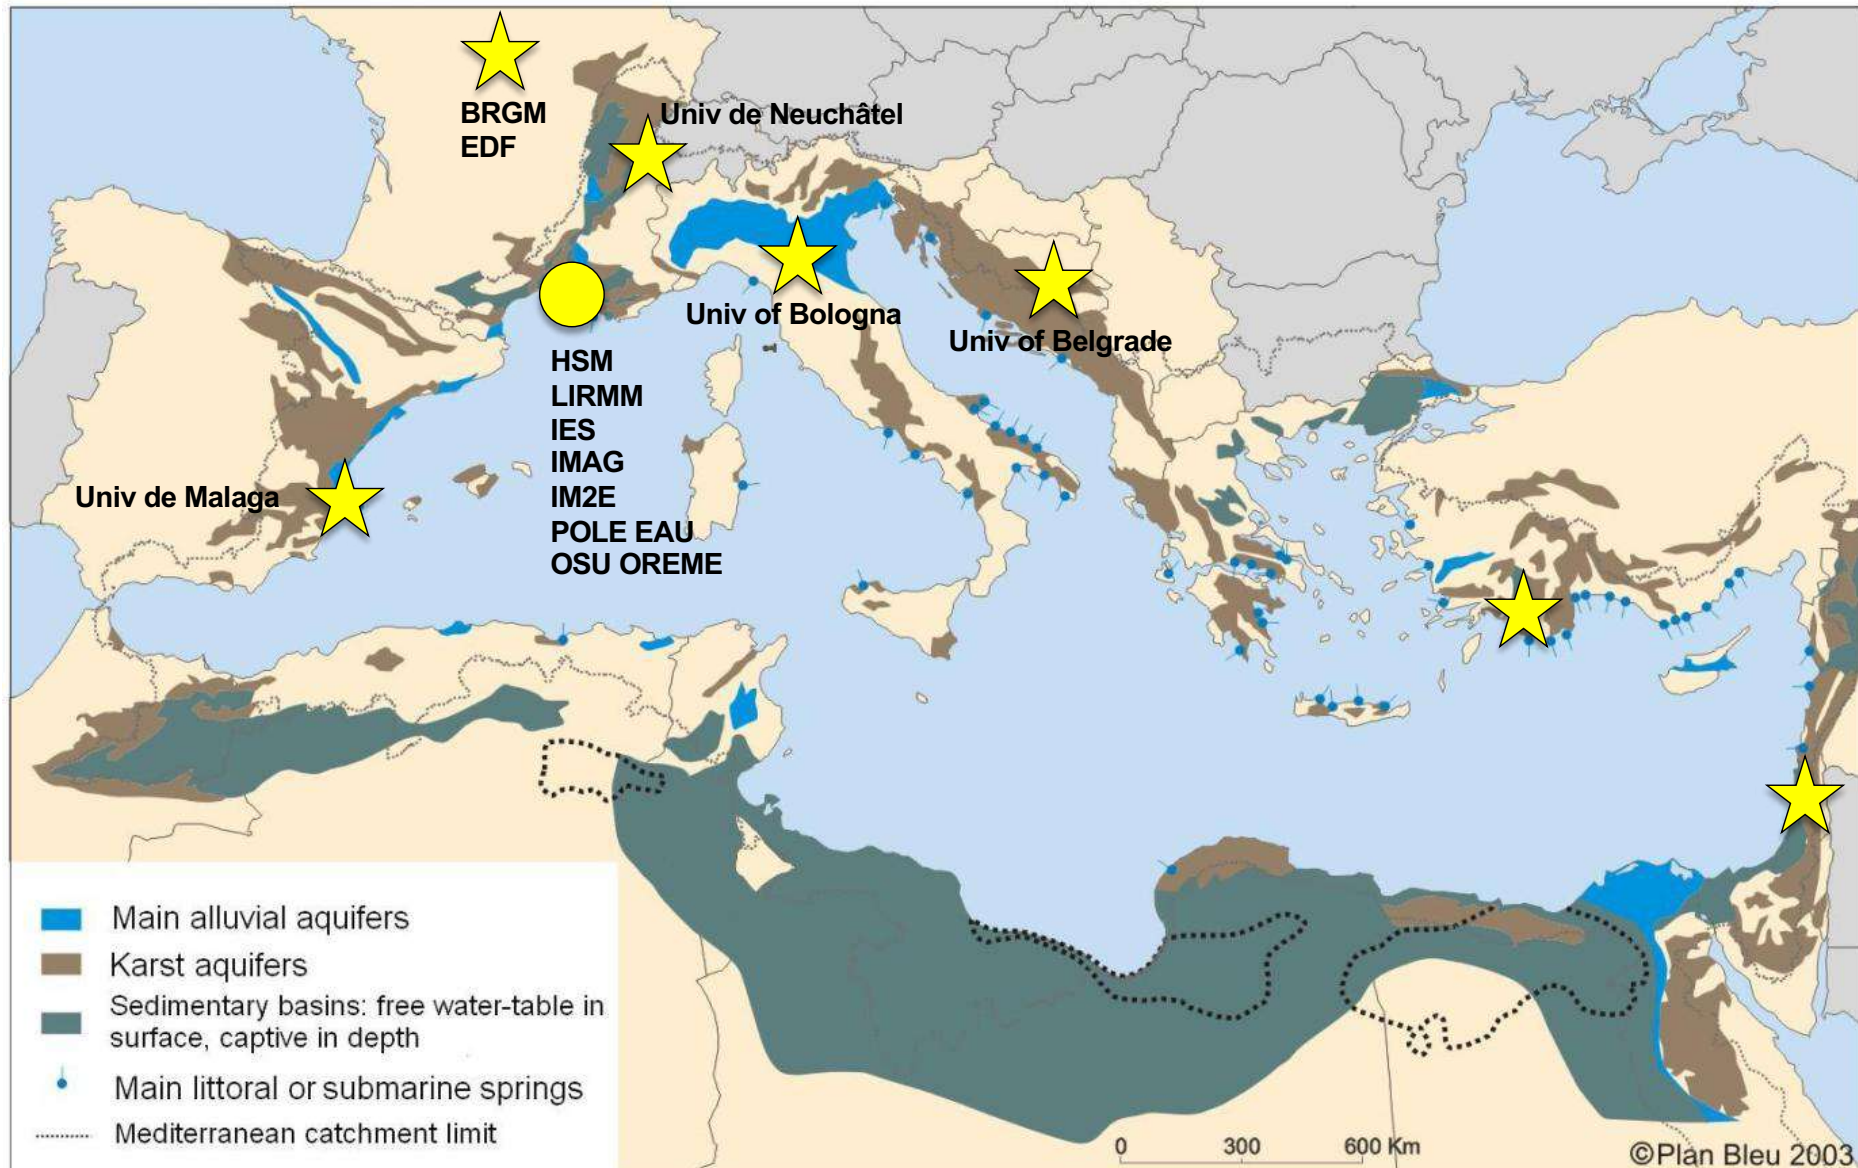 BRGM
EDF
Univ de Neuchâtel
Univ of Bologna
Univ of Belgrade
HSM
LIRMM
IES
IMAG
IM2E
POLE EAU
OSU OREME
Univ de Malaga
Main alluvial aquifers
Karst aquifers
Sedimentary basins: free water-table in
surface, captive in depth
Main littoral or submarine springs
Mediterranean catchment limit
0 300 600 Km
©Plan Bleu 2003